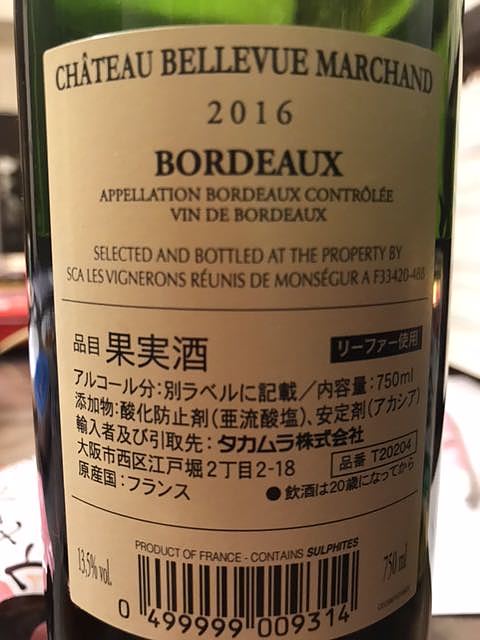 CHÂTEAU BELLEVUE MARCHAND
2016
BORDEAUX
APPELLATION BORDEAUX CONTRÔLÉE
VIN DE BORDEAUX
SELECTED AND BOTTLED AT THE PROPERTY BY
SCA LES VIGNERONS RÉUNIS DE MONSÉGUR A F33420-488
品目 果実酒 リーファー使用
アルコール分:別ラベルに記載/内容量:750ml
添加物:酸化防止剤(亜流酸塩)、安定剤(アカシア)
輸入者及び引取先:タカムラ株式会社
大阪市西区江戸堀2丁目2-18 品番 T20204
原産国:フランス ●飲酒は20歳になってから
PRODUCT OF FRANCE - CONTAINS SULPHITES
13,5% vol. 750 ml
0 499999 009314